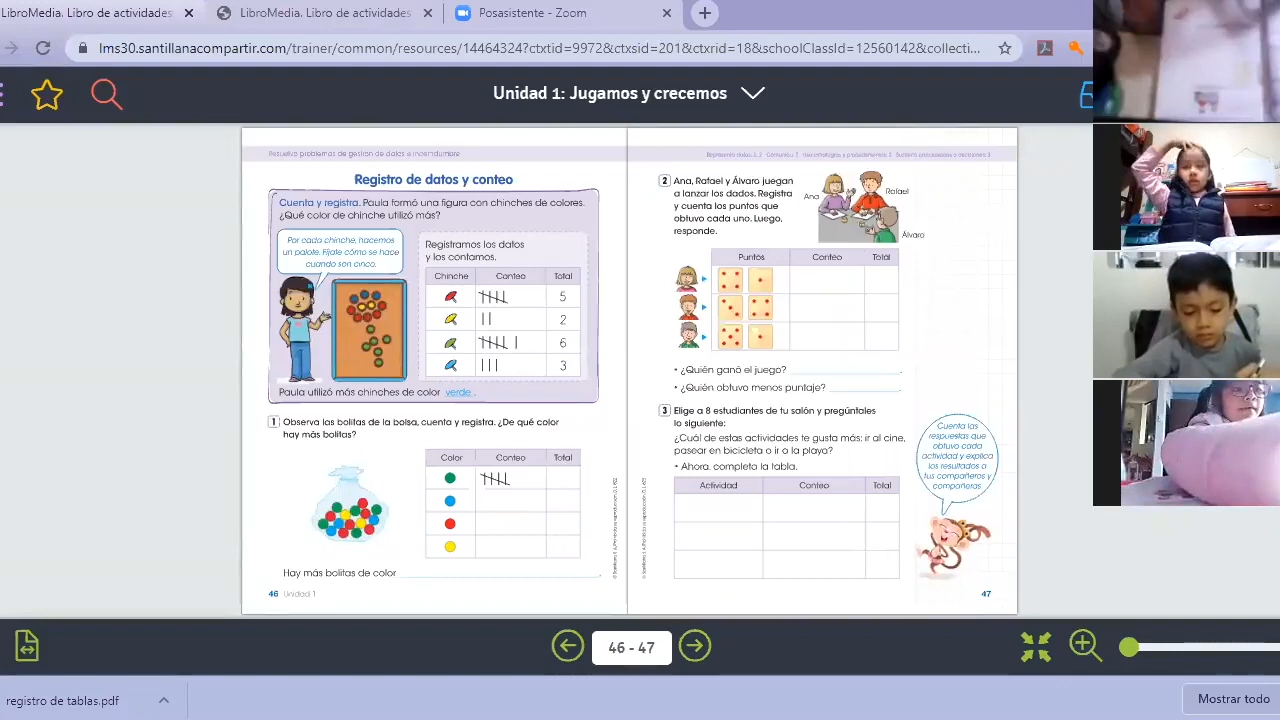 LibroMedia, Libro de actividades
LibroMedia, Libro de actividades
Posasistente - Zoom
lms30.santillanacompartir.com/trainer/common/resources/14464324?ctxtid=9972&ctxsid=201&ctxrid=18&schoolClassId=12560142&collecti...
Unidad 1: Jugamos y crecemos
Resuelvo problemas de gestión de datos e incertidumbre
Registro de datos y conteo
Cuenta y registra. Paula formó una figura con chinches de colores.
¿Qué color de chinche utilizó más?
Por cada chinche, hacemos
un palote. Fíjate cómo se hace
cuando son cinco.
Registramos los datos
y los contamos.
Chinche Conteo Total
5
2
6
3
Paula utilizó más chinches de color verde.
1 Observa las bolitas de la bolsa, cuenta y registra. ¿De qué color
hay más bolitas?
Color Conteo Total
Hay más bolitas de color
46 Unidad 1
2 Ana, Rafael y Álvaro juegan
a lanzar los dados. Registra
y cuenta los puntos que
obtuvo cada uno. Luego,
responde.
Ana
Rafael
Álvaro
Puntos Conteo Total
• ¿Quién ganó el juego?
• ¿Quién obtuvo menos puntaje?
3 Elige a 8 estudiantes de tu salón y pregúntales
lo siguiente:
¿Cuál de estas actividades te gusta más: ir al cine,
pasear en bicicleta o ir a la playa?
• Ahora, completa la tabla.
Actividad Conteo Total
Cuenta las
respuestas que
obtuvo cada
actividad y explica
los resultados a
tus compañeros y
compañeras
47
46 - 47
registro de tablas.pdf
Mostrar todo